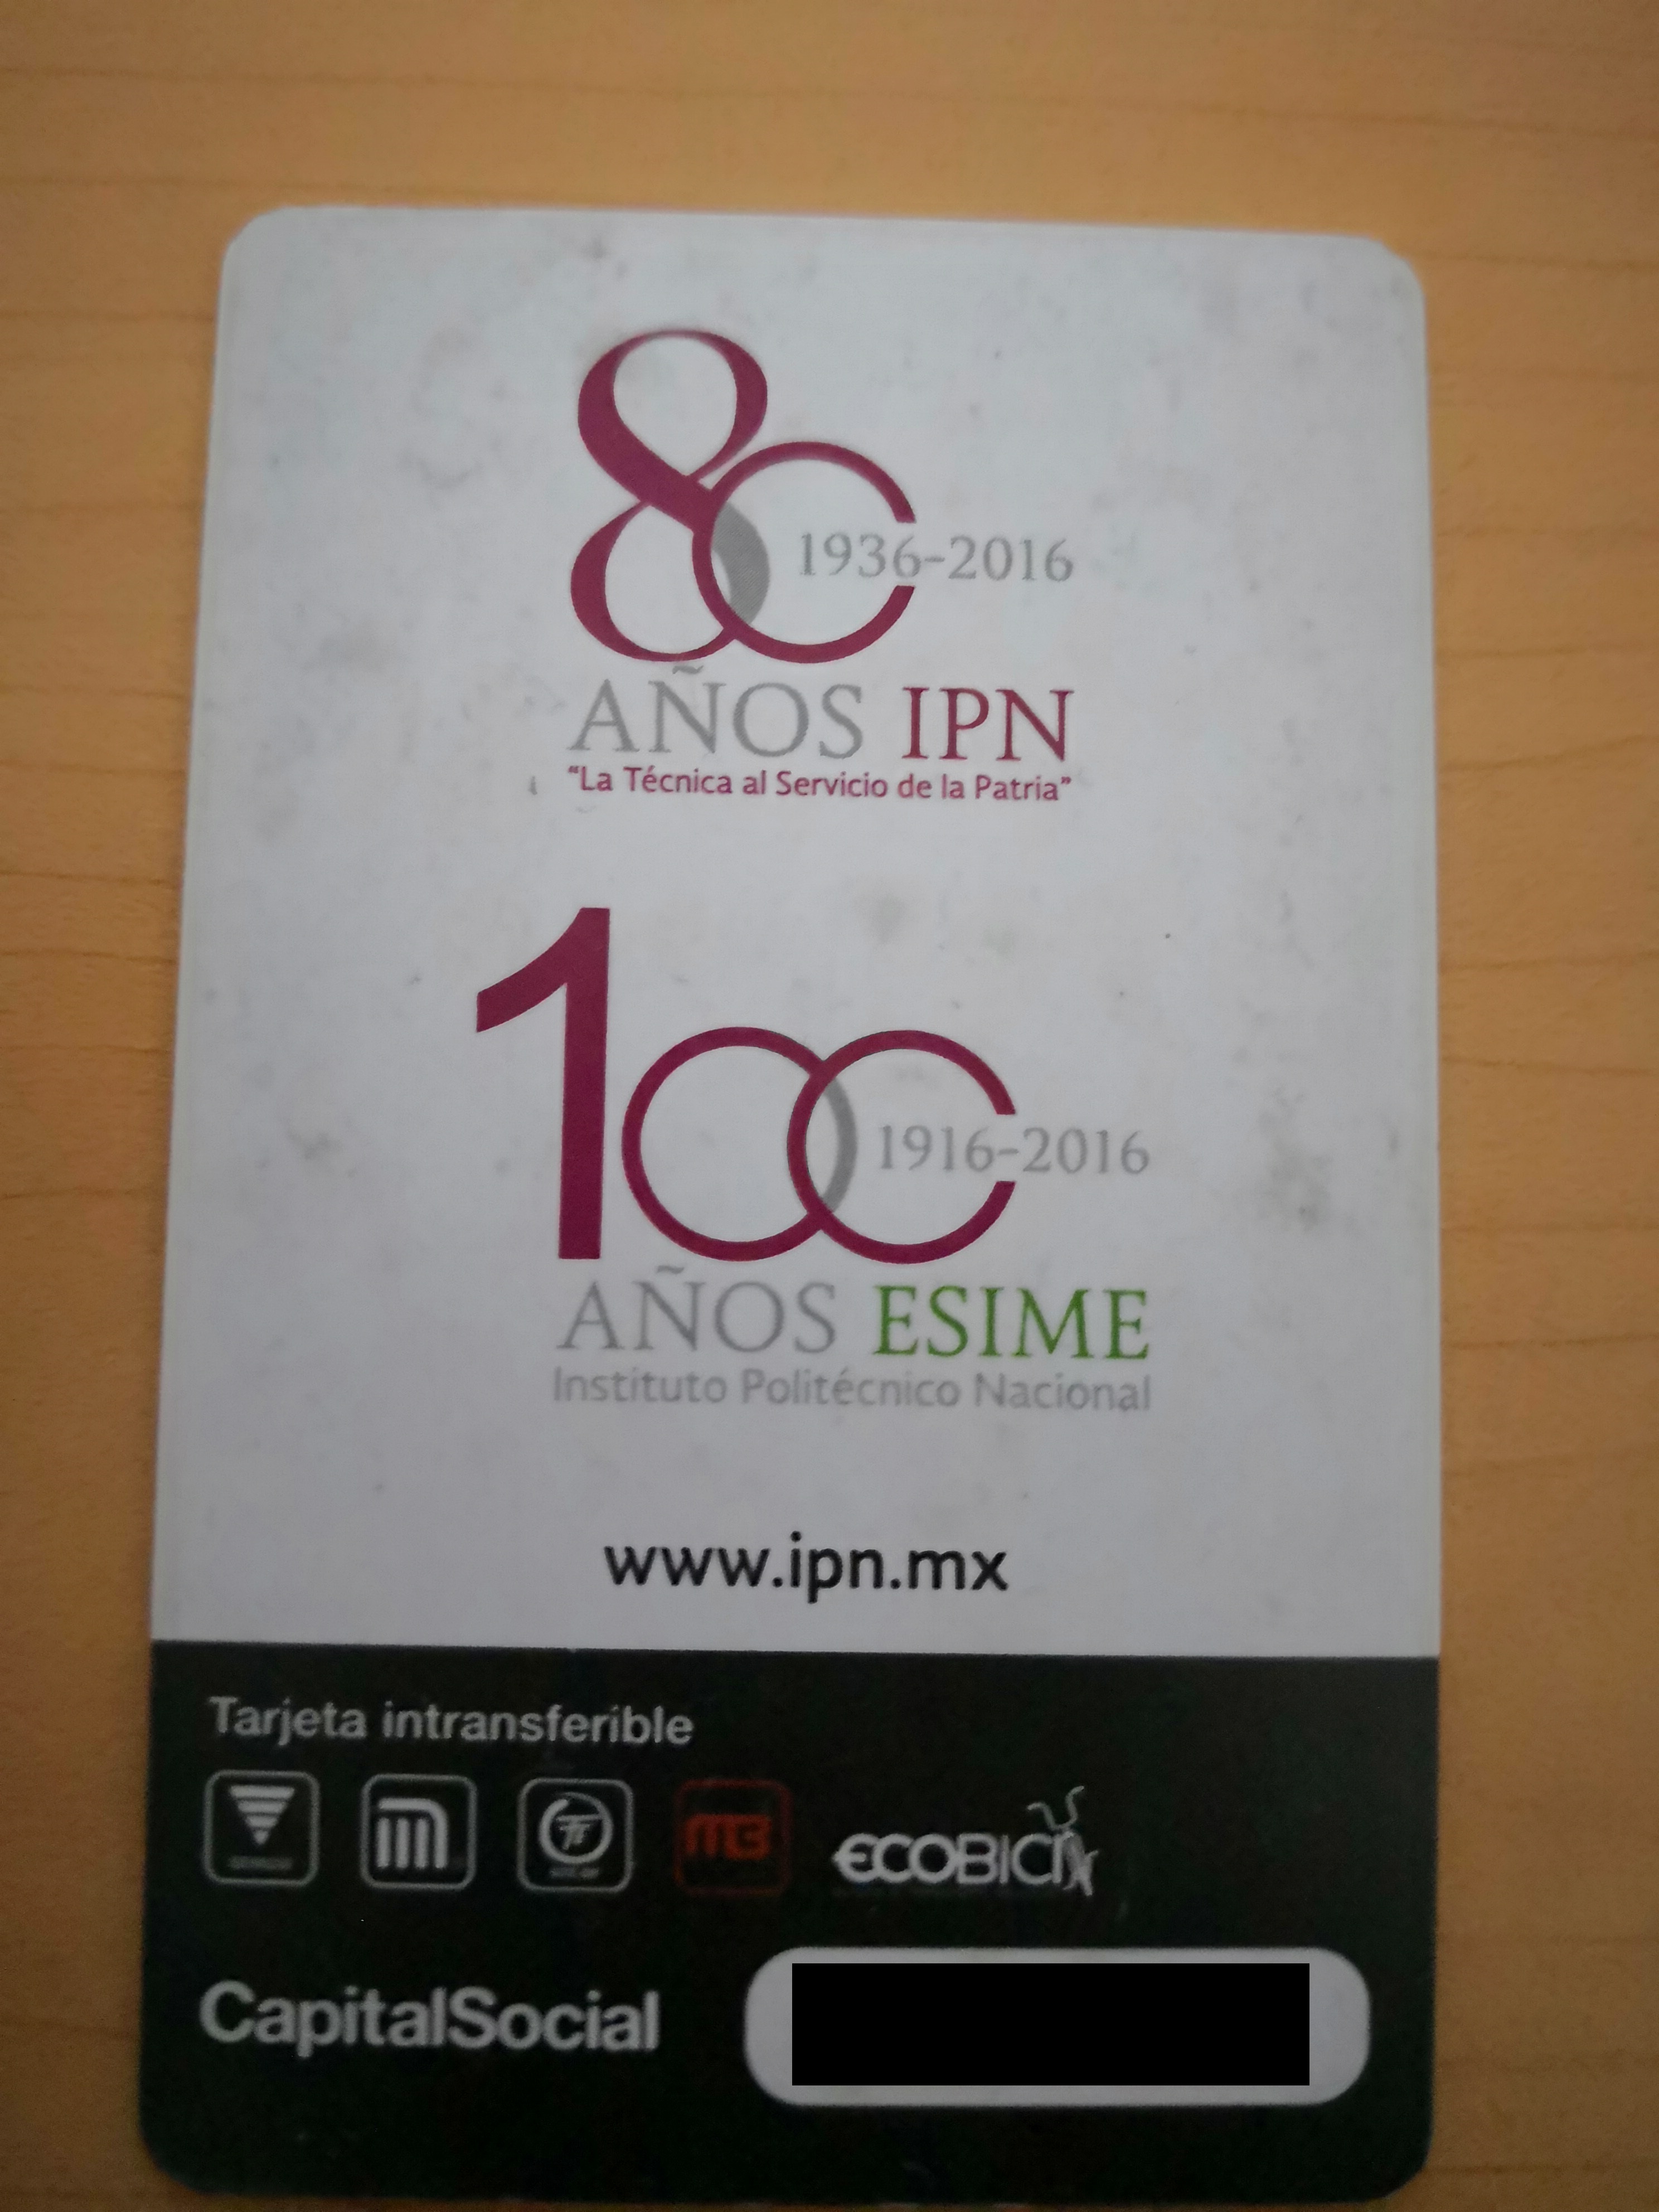 80
1936-2016
AÑOS IPN
"La Técnica al Servicio de la Patria"
100
1916-2016
AÑOS ESIME
Instituto Politécnico Nacional
www.ipn.mx
Tarjeta intransferible
MB
ECOBICI
CapitalSocial